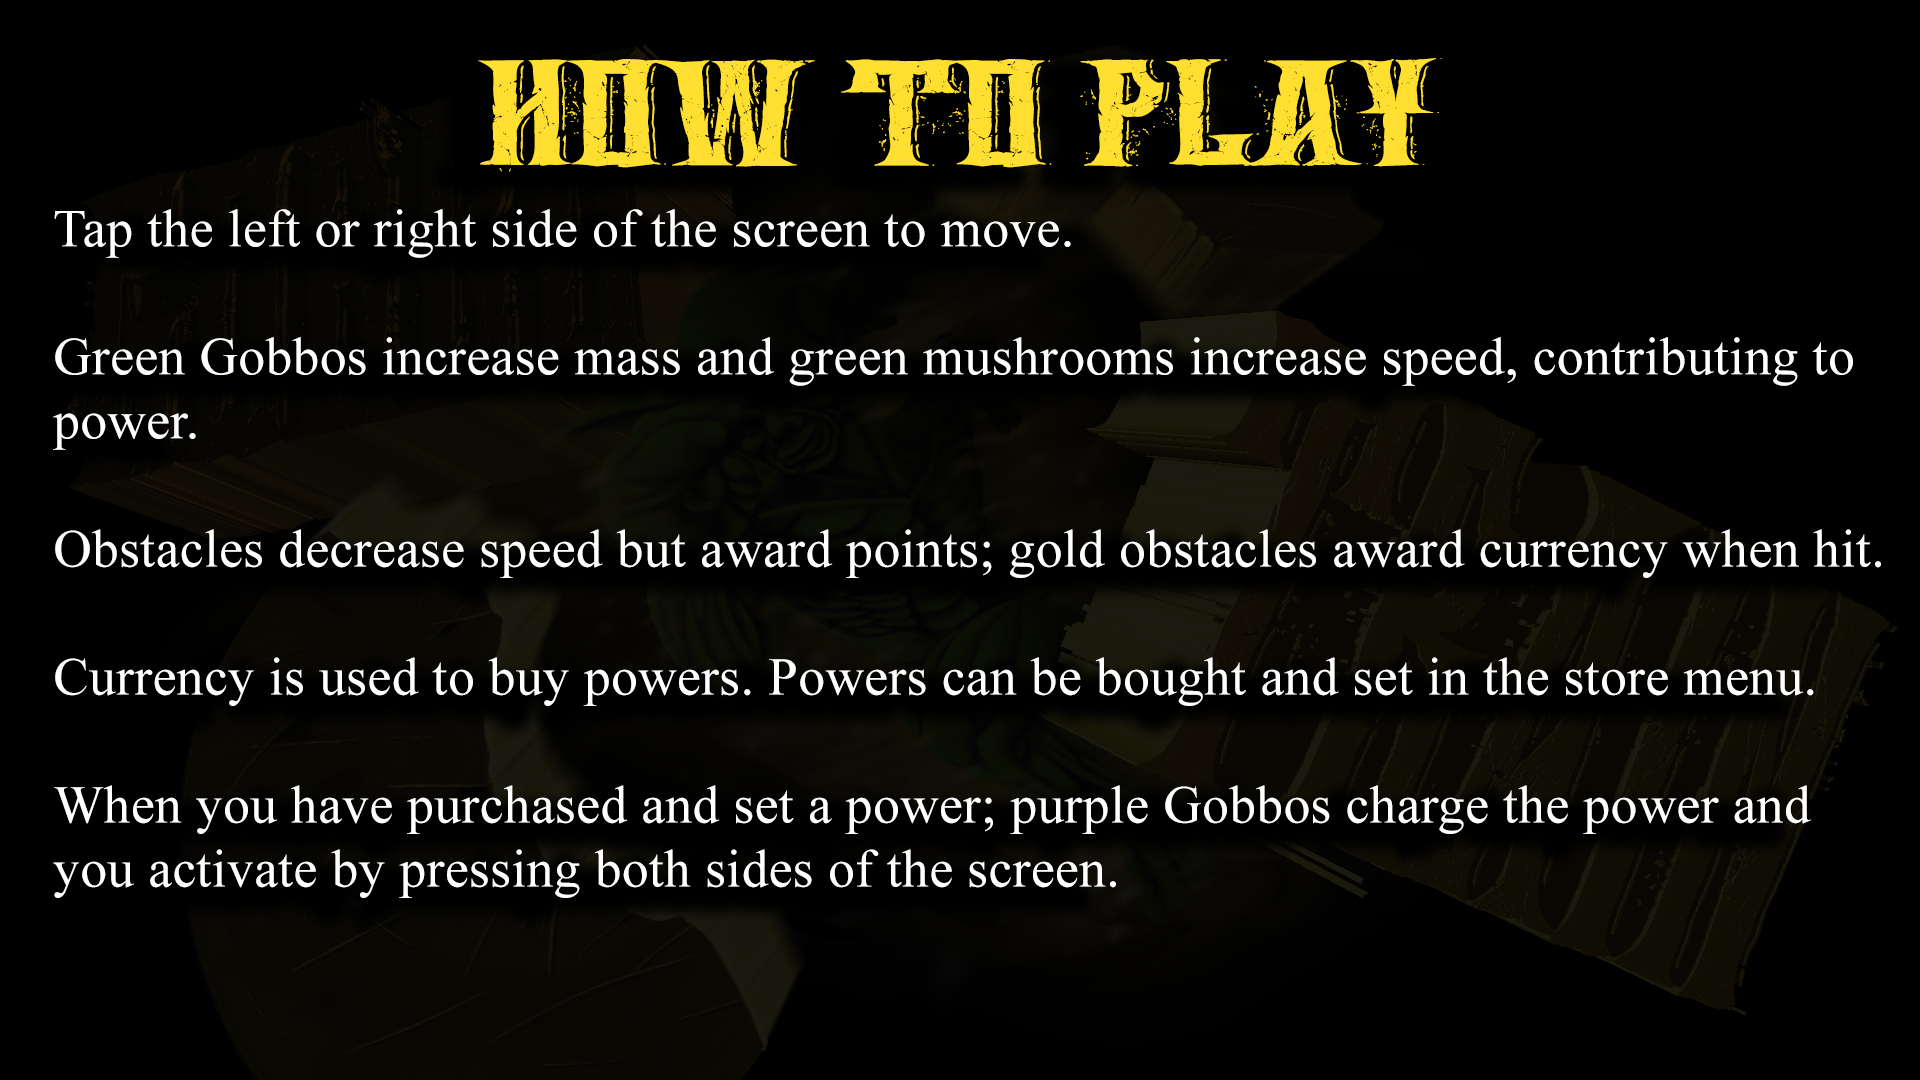 HOW TO PLAY
Tap the left or right side of the screen to move.
Green Gobbos increase mass and green mushrooms increase speed, contributing to
power.
Obstacles decrease speed but award points; gold obstacles award currency when hit.
Currency is used to buy powers. Powers can be bought and set in the store menu.
When you have purchased and set a power; purple Gobbos charge the power and
you activate by pressing both sides of the screen.